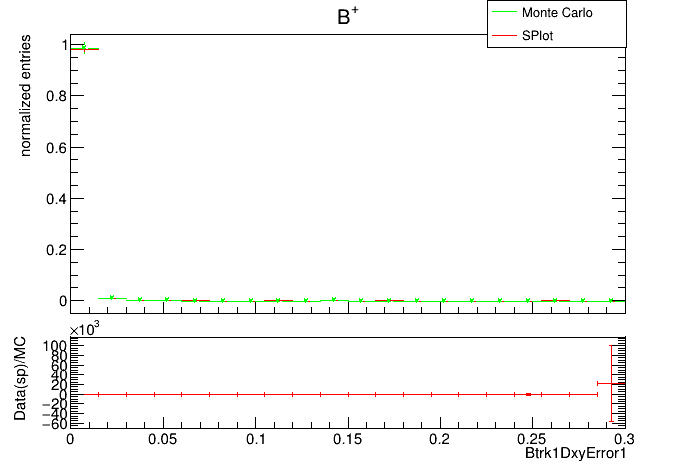 B+
Monte Carlo
SPlot
normalized entries
1
0.8
0.6
0.4
0.2
0
×10³
Data(sp)/MC
100
80
60
40
20
0
−20
−40
−60
0 0.05 0.1 0.15 0.2 0.25 0.3
Btrk1DxyError1